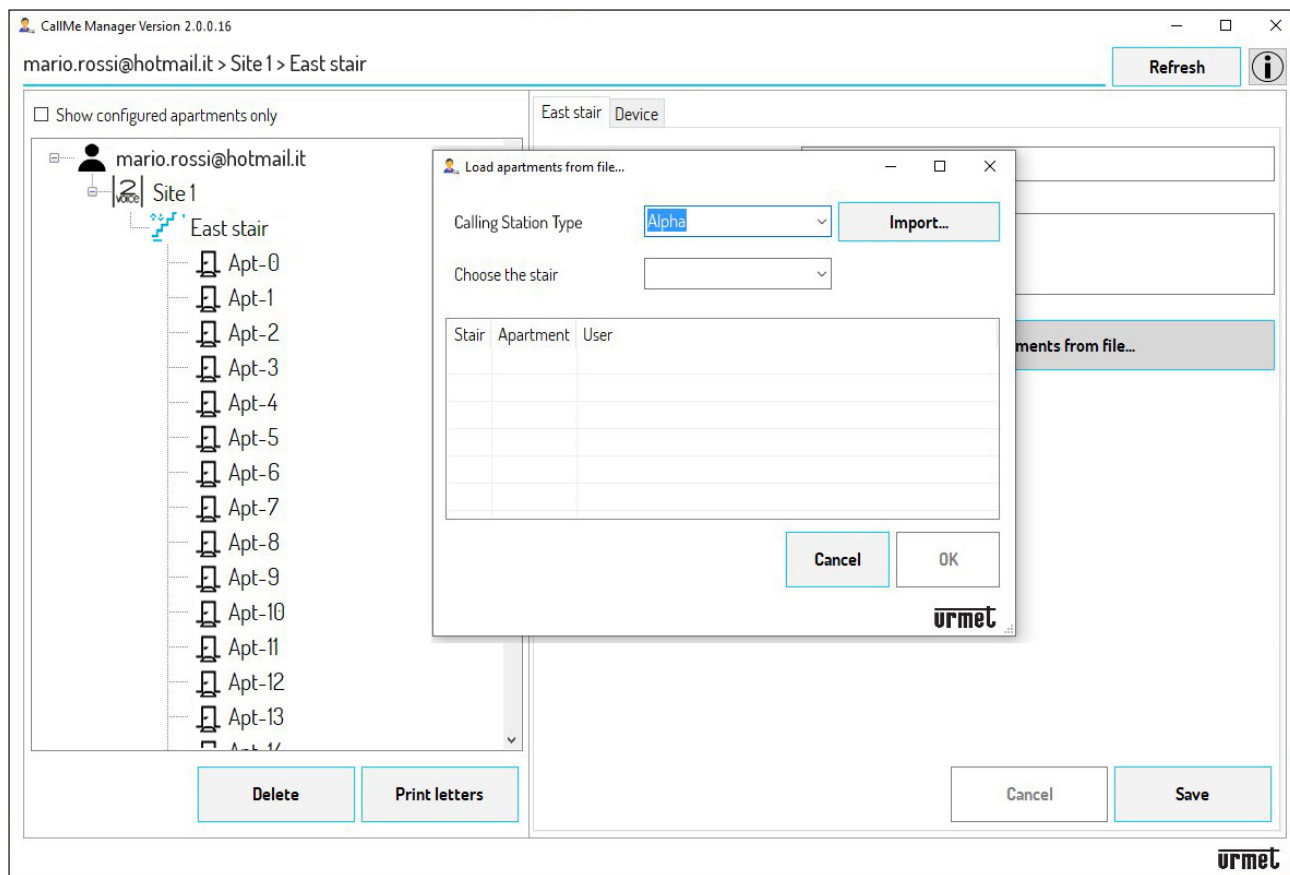 CallMe Manager Version 2.0.0.16
mario.rossi@hotmail.it > Site 1 > East stair
Refresh
Show configured apartments only
East stair
Device
mario.rossi@hotmail.it
2 voice
Site 1
East stair
Apt-0
Apt-1
Apt-2
Apt-3
Apt-4
Apt-5
Apt-6
Apt-7
Apt-8
Apt-9
Apt-10
Apt-11
Apt-12
Apt-13
Load apartments from file...
Calling Station Type
Alpha
Import...
Choose the stair
Stair Apartment User
Cancel
OK
urmet
from file...
Delete
Print letters
Cancel
Save
urmet